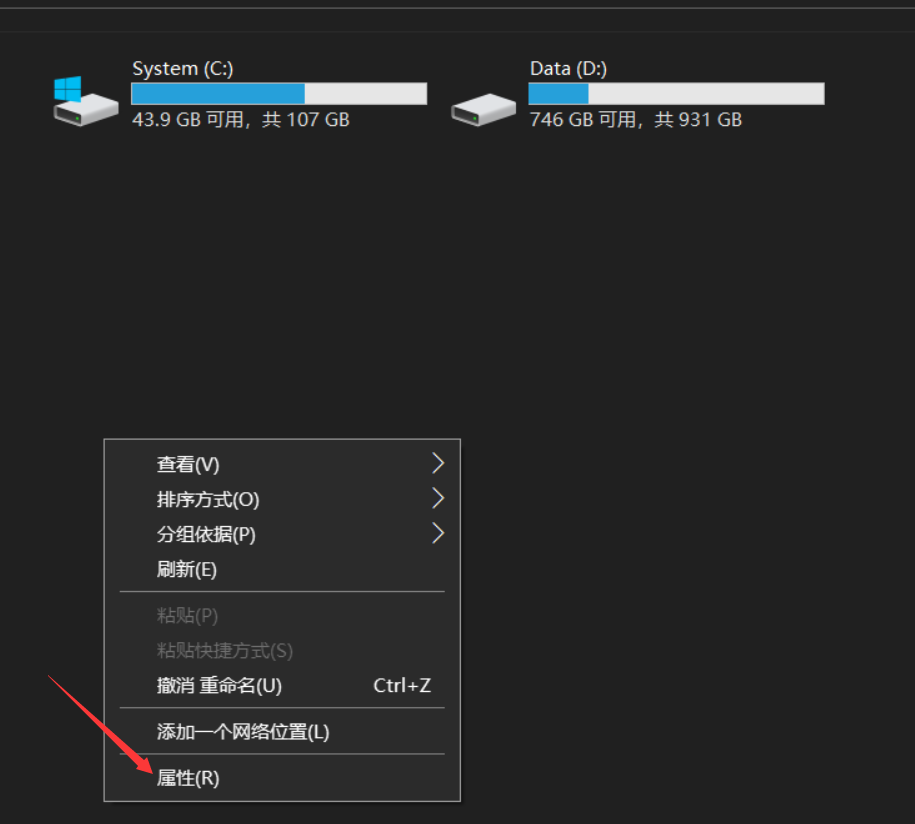 System (C:)
43.9 GB 可用，共 107 GB
Data (D:)
746 GB 可用，共 931 GB
查看(V)
排序方式(O)
分组依据(P)
刷新(E)
粘贴(P)
粘贴快捷方式(S)
撤消 重命名(U) Ctrl+Z
添加一个网络位置(L)
属性(R)